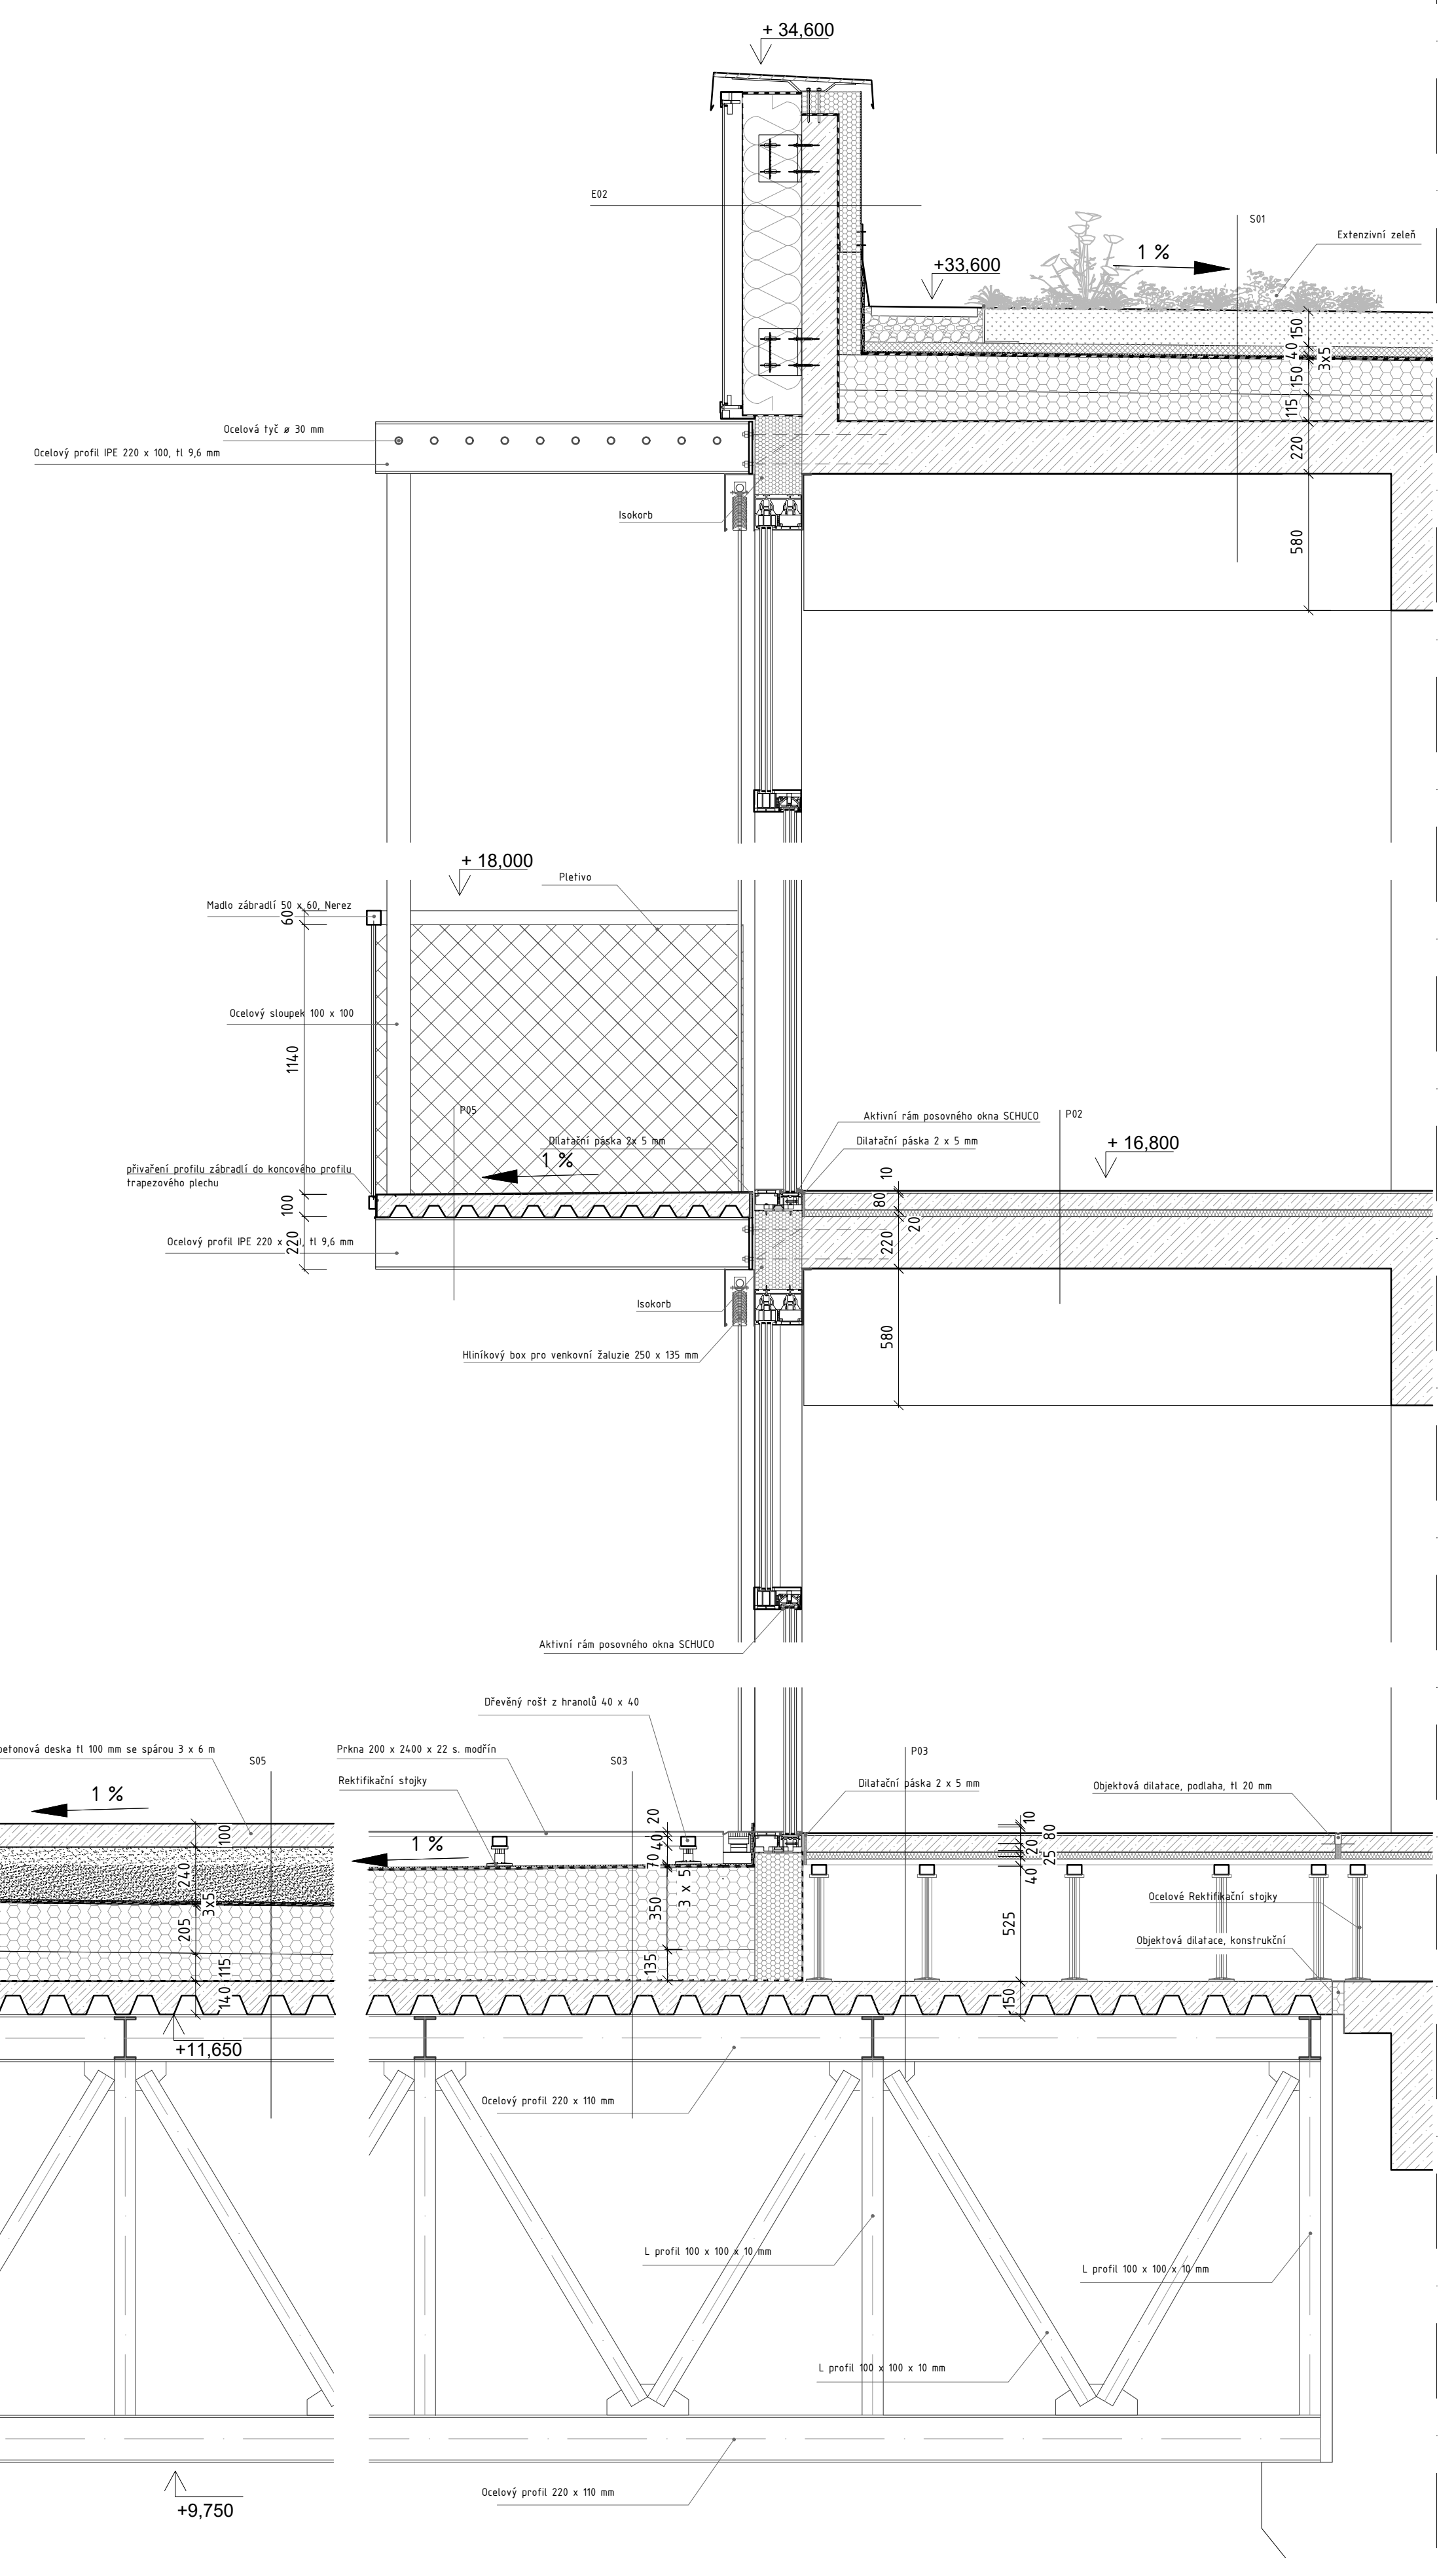 + 34,600
E02
S01
Extenzivní zeleň
1 %
+33,600
150
40
3x5
150
115
220
580
Ocelová tyč ø 30 mm
Ocelový profil IPE 220 x 100, tl 9,6 mm
Isokorb
+ 18,000
Pletivo
Madlo zábradlí 50 x 60, Nerez
60
Ocelový sloupek 100 x 100
1140
P05
Dilatační páska 2x 5 mm
1 %
Aktivní rám posovného okna SCHUCO
Dilatační páska 2 x 5 mm
P02
+ 16,800
přivaření profilu zábradlí do koncového profilu
trapezového plechu
100
220
Ocelový profil IPE 220 x , tl 9,6 mm
10
80
20
220
580
Isokorb
Hliníkový box pro venkovní žaluzie 250 x 135 mm
Aktivní rám posovného okna SCHUCO
Dřevěný rošt z hranolů 40 x 40
betonová deska tl 100 mm se spárou 3 x 6 m
S05
Prkna 200 x 2400 x 22 s. modřín
S03
P03
Rektifikační stojky
Dilatační páska 2 x 5 mm
Objektová dilatace, podlaha, tl 20 mm
1 %
1 %
100
240
3x5
205
115
140
20
40
70
3 x 5
350
135
10
80
20
25
40
525
150
Ocelové Rektifikační stojky
Objektová dilatace, konstrukční
+11,650
Ocelový profil 220 x 110 mm
L profil 100 x 100 x 10 mm
L profil 100 x 100 x 10 mm
L profil 100 x 100 x 10 mm
Ocelový profil 220 x 110 mm
+9,750